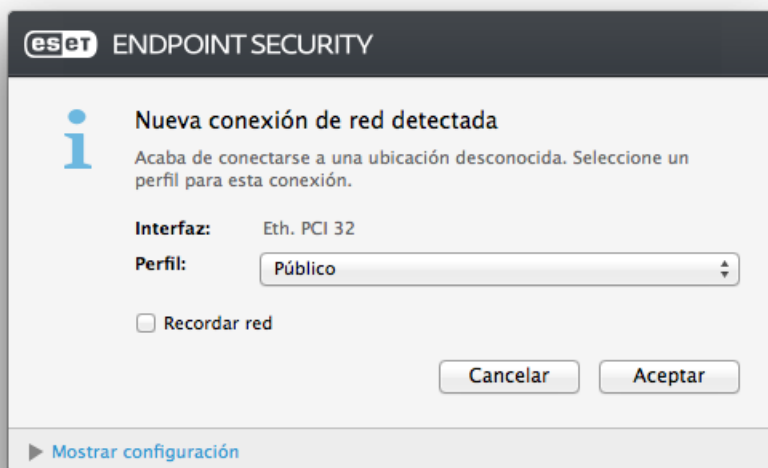 eseT ENDPOINT SECURITY
Nueva conexión de red detectada
Acaba de conectarse a una ubicación desconocida. Seleccione un
perfil para esta conexión.
Interfaz: Eth. PCI 32
Perfil: Público
Recordar red
Cancelar Aceptar
Mostrar configuración